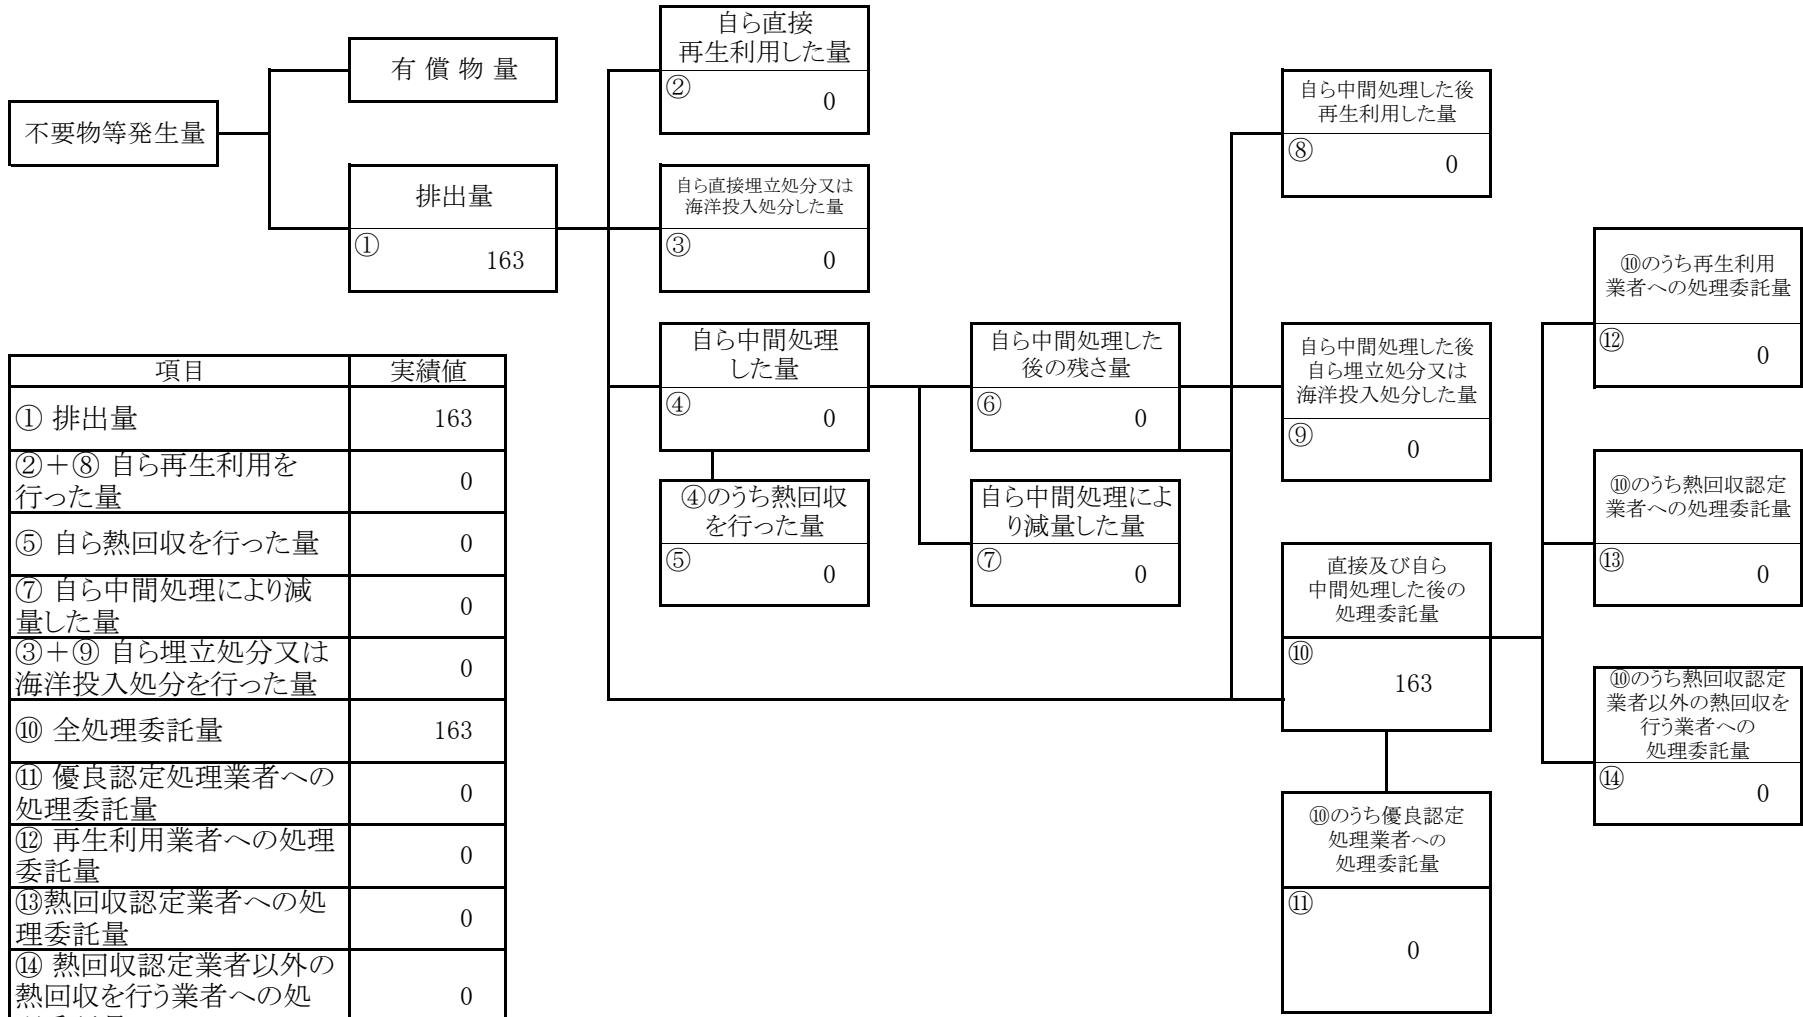 不要物等発生量
有 償 物 量
排出量
①
163
自ら直接
再生利用した量
②
0
自ら直接埋立処分又は
海洋投入処分した量
③
0
自ら中間処理
した量
④
0
④のうち熱回収
を行った量
⑤
0
自ら中間処理した
後の残さ量
⑥
0
自ら中間処理によ
り減量した量
⑦
0
自ら中間処理した後
再生利用した量
⑧
0
自ら中間処理した後
自ら埋立処分又は
海洋投入処分した量
⑨
0
直接及び自ら
中間処理した後の
処理委託量
⑩
163
⑩のうち優良認定
処理業者への
処理委託量
⑪
0
⑩のうち再生利用
業者への処理委託量
⑫
0
⑩のうち熱回収認定
業者への処理委託量
⑬
0
⑩のうち熱回収認定
業者以外の熱回収を
行う業者への
処理委託量
⑭
0
項目 実績値
① 排出量 163
②＋⑧ 自ら再生利用を
行った量 0
⑤ 自ら熱回収を行った量 0
⑦ 自ら中間処理により減
量した量 0
③＋⑨ 自ら埋立処分又は
海洋投入処分を行った量 0
⑩ 全処理委託量 163
⑪ 優良認定処理業者への
処理委託量 0
⑫ 再生利用業者への処理
委託量 0
⑬熱回収認定業者への処
理委託量 0
⑭ 熱回収認定業者以外の
熱回収を行う業者への処 0